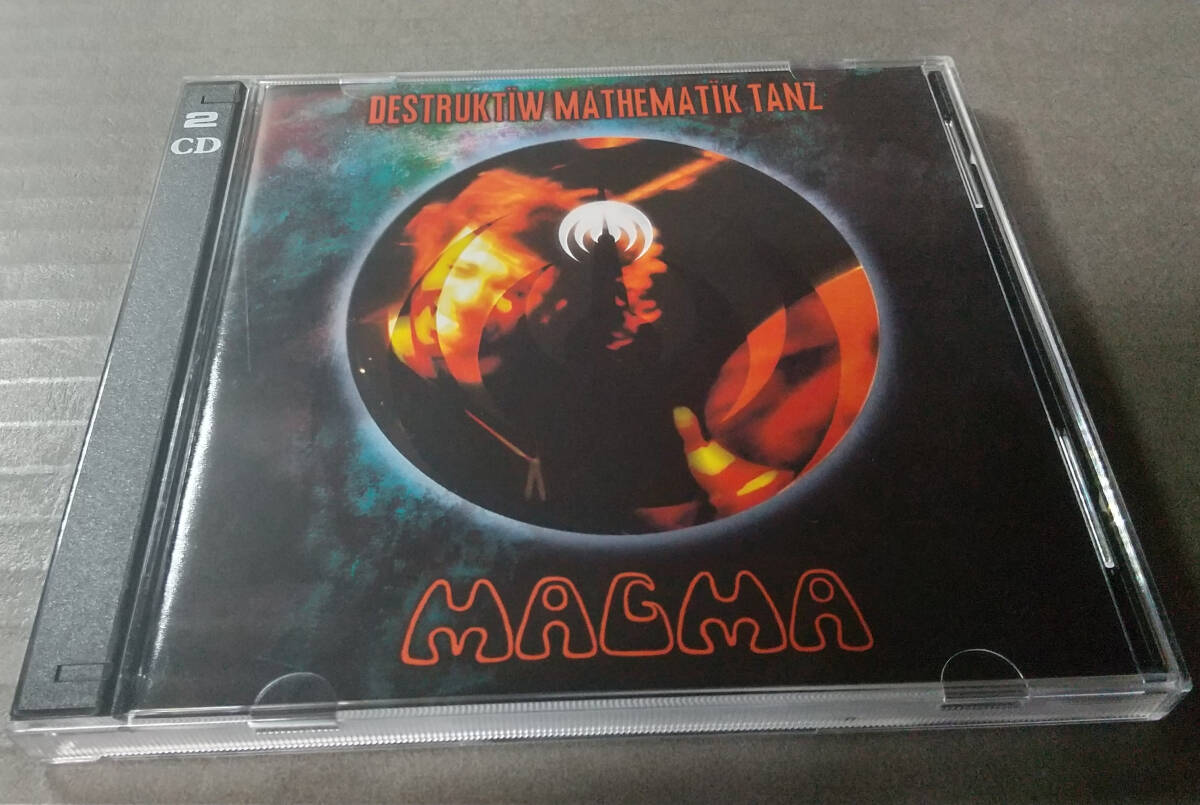 2
CD
DESTRUKTÏW MATHEMATÏK TANZ
MAGMA